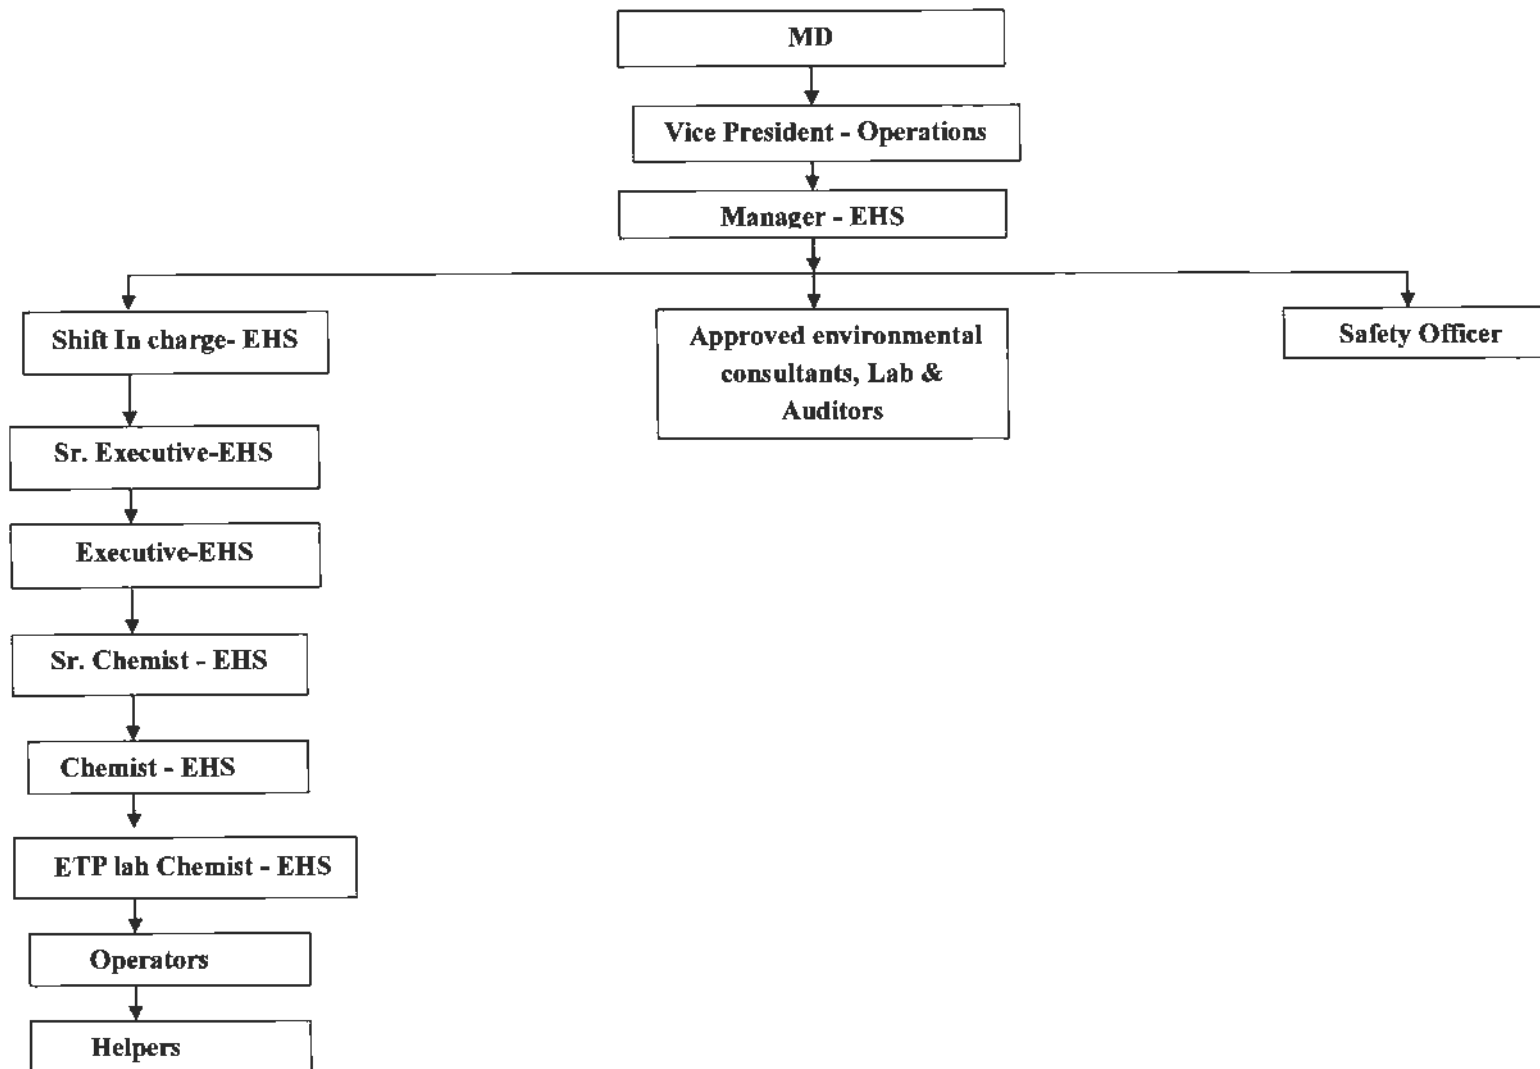 MD
Vice President - Operations
Manager - EHS
Shift In charge- EHS
Approved environmental
consultants, Lab &
Auditors
Safety Officer
Sr. Executive-EHS
Executive-EHS
Sr. Chemist - EHS
Chemist - EHS
ETP lah Chemist - EHS
Operators
Helpers